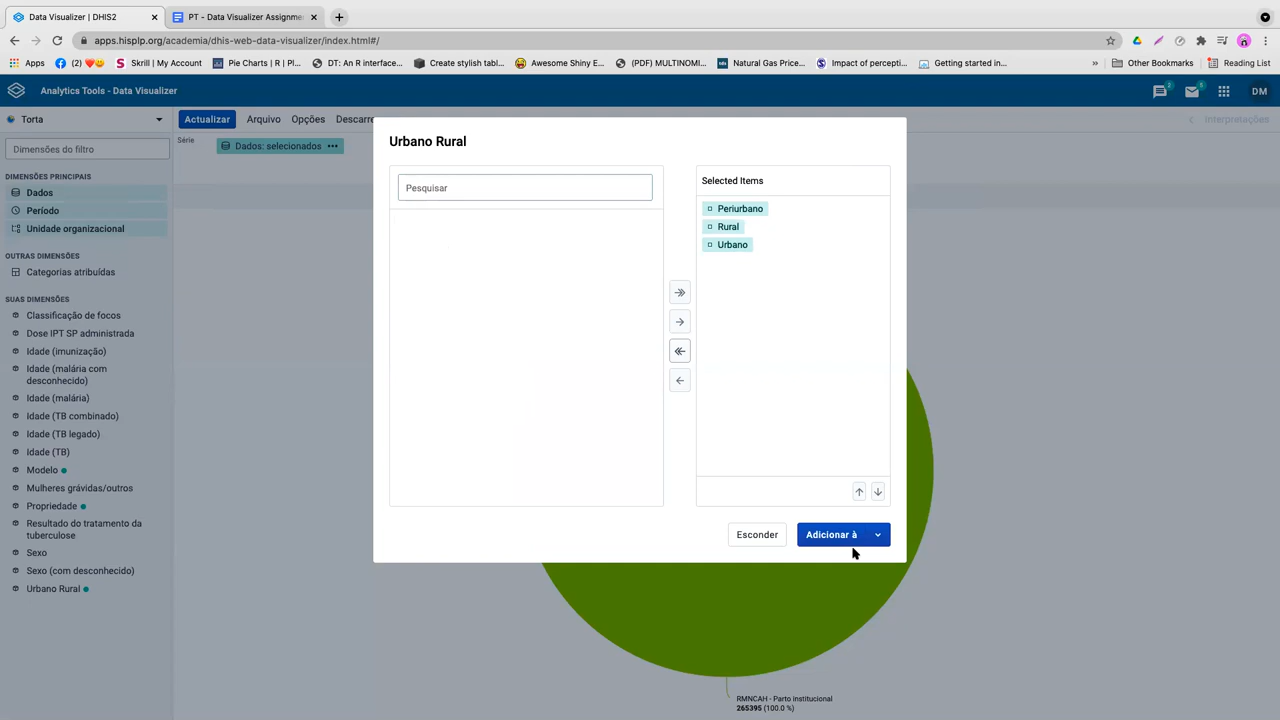 Data Visualizer | DHIS2
PT - Data Visualizer Assignme
apps.hisplp.org/academia/dhis-web-data-visualizer/index.html#/
Apps
(2)
Skrill | My Account
Pie Charts | R | Pl...
DT: An R interface...
Create stylish tabl...
Awesome Shiny E...
(PDF) MULTINOMI...
Natural Gas Price...
Impact of percepti...
Getting started in...
»
Other Bookmarks
Reading List
Analytics Tools - Data Visualizer
DM
Torta
Actualizar
Arquivo
Opções
Descarre
Interpretações
Série
Dados: selecionados
Dimensões do filtro
DIMENSÕES PRINCIPAIS
Dados
Período
Unidade organizacional
OUTRAS DIMENSÕES
Categorias atribuídas
SUAS DIMENSÕES
Classificação de focos
Dose IPT SP administrada
Idade (imunização)
Idade (malária com
desconhecido)
Idade (malária)
Idade (TB combinado)
Idade (TB legado)
Idade (TB)
Modelo
Mulheres grávidas/outros
Propriedade
Resultado do tratamento da
tuberculose
Sexo
Sexo (com desconhecido)
Urbano Rural
Urbano Rural
Pesquisar
Selected Items
Periurbano
Rural
Urbano
Esconder
Adicionar à
RMNCAH - Parto institucional
265395 (100.0 %)